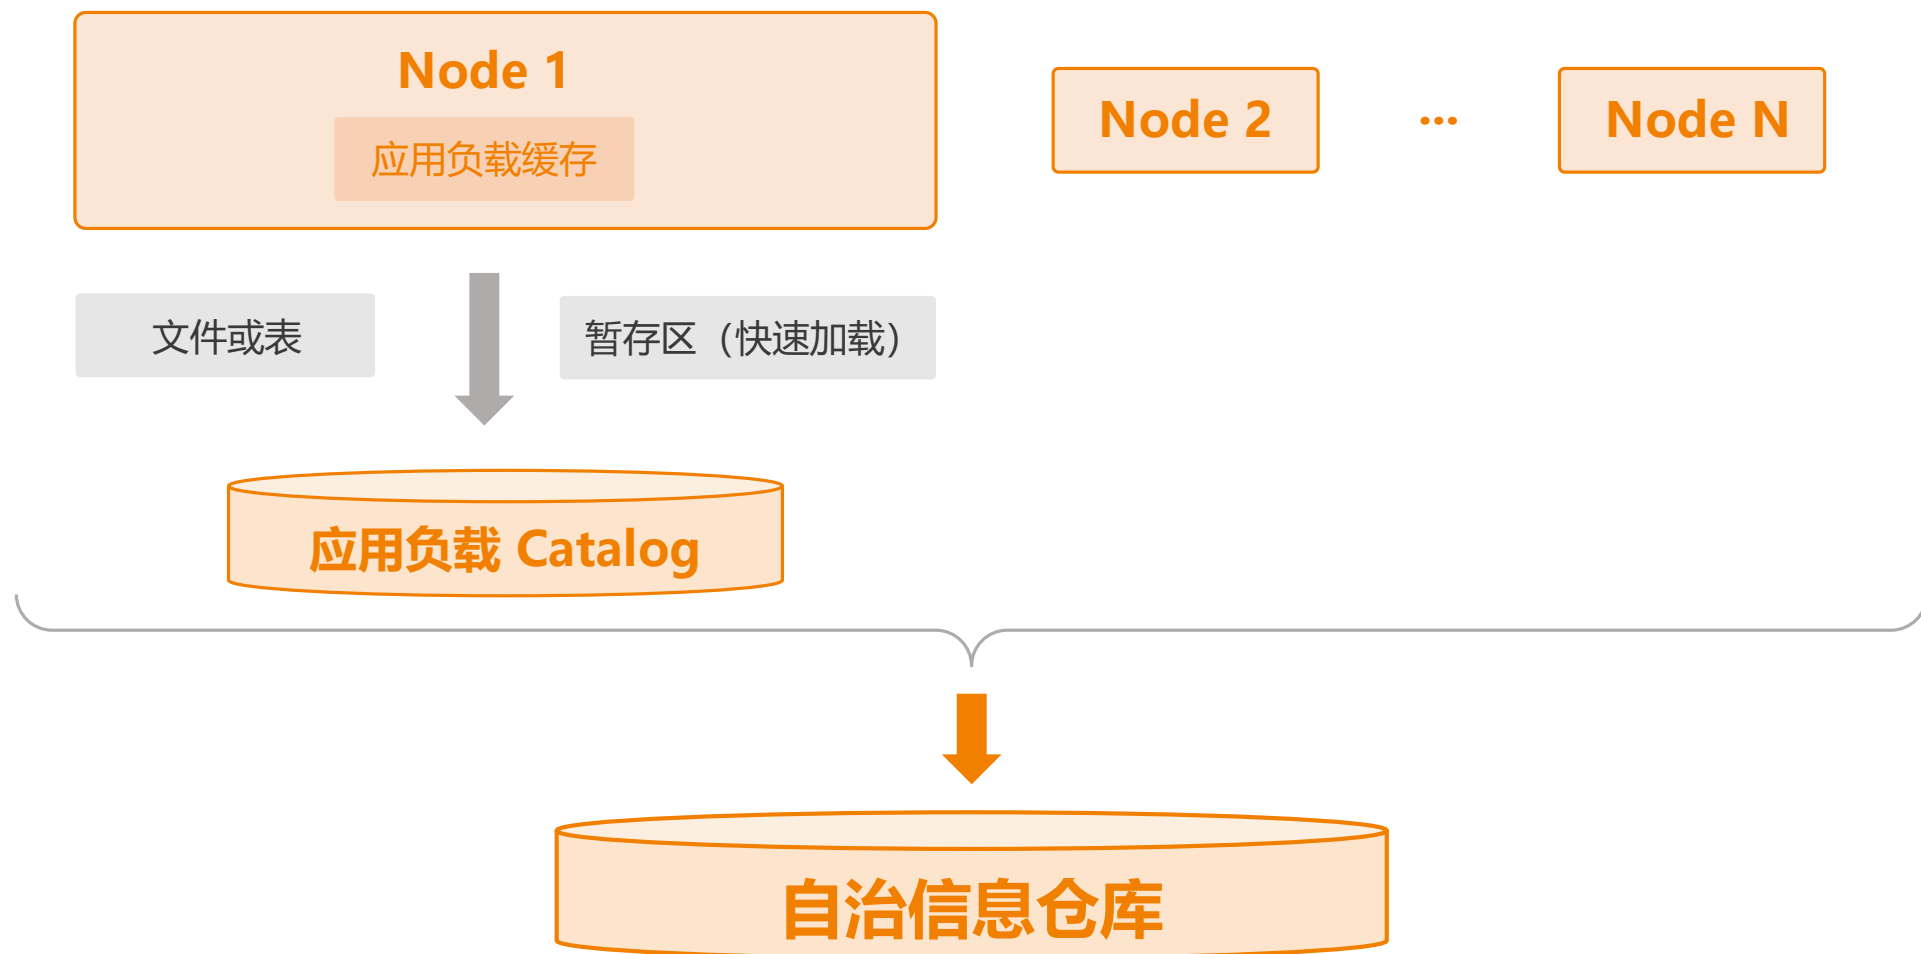 Node 1
应用负载缓存
Node 2
...
Node N
文件或表
暂存区（快速加载）
应用负载 Catalog
自治信息仓库